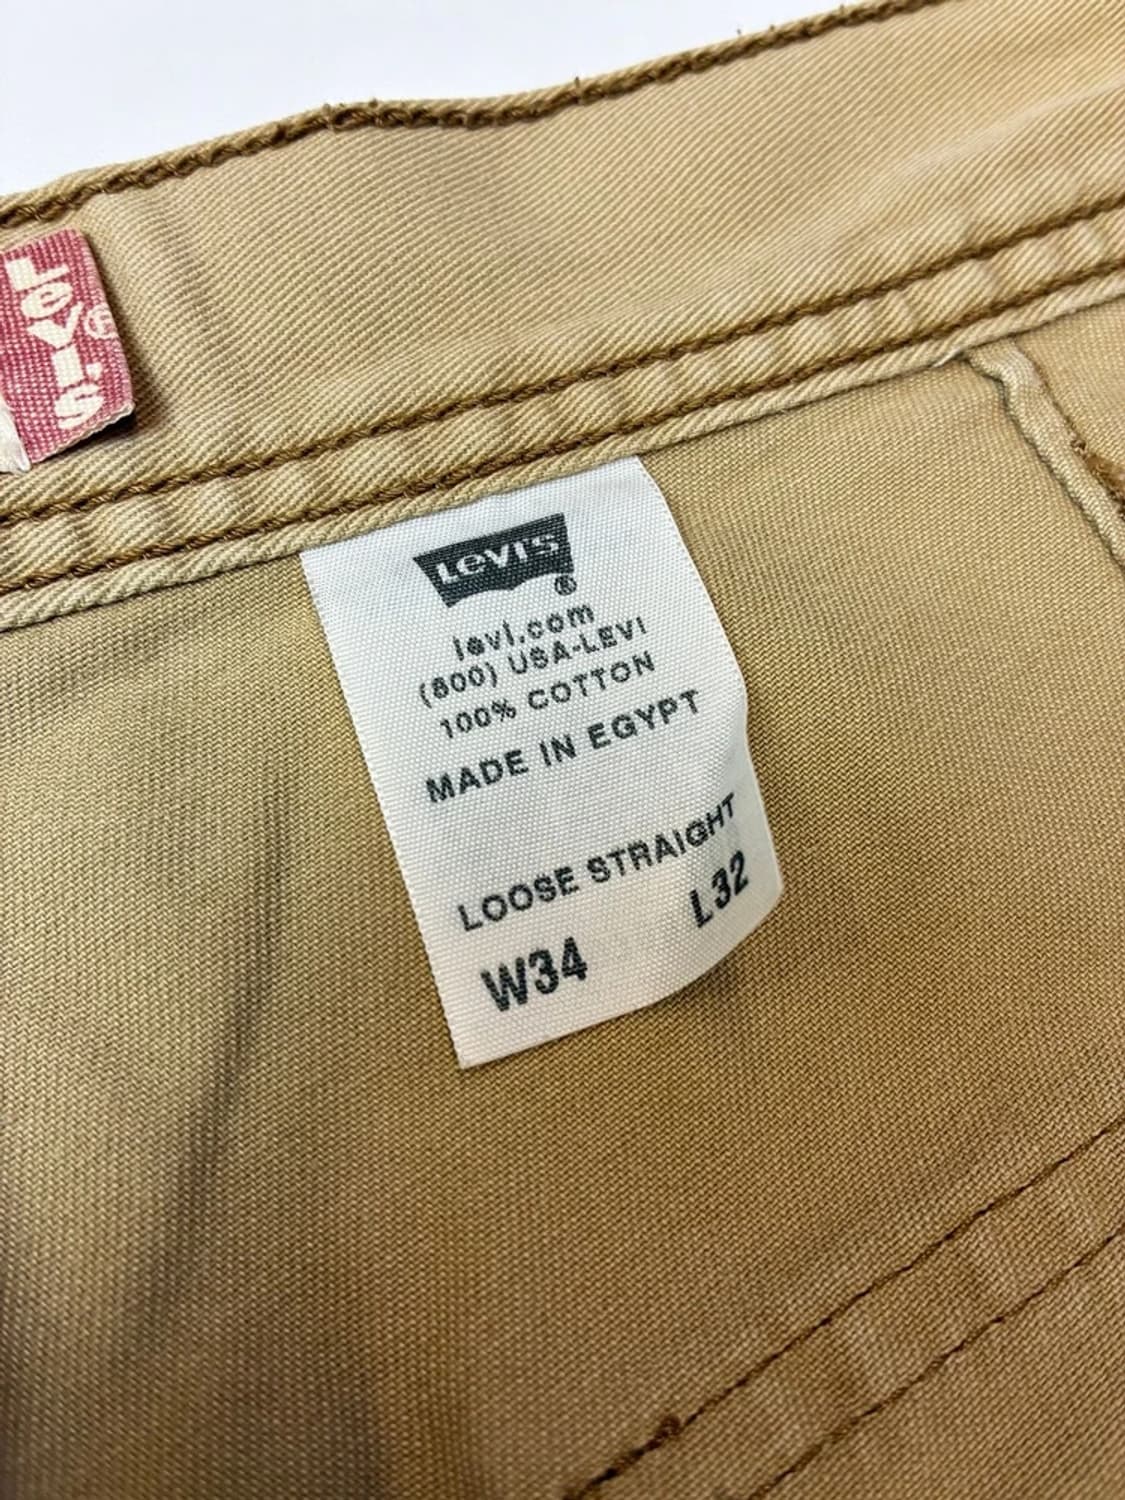 Levi's®
Levi's®
levi.com
(800) USA-LEVI
100% COTTON
MADE IN EGYPT
LOOSE STRAIGHT
W34 L32